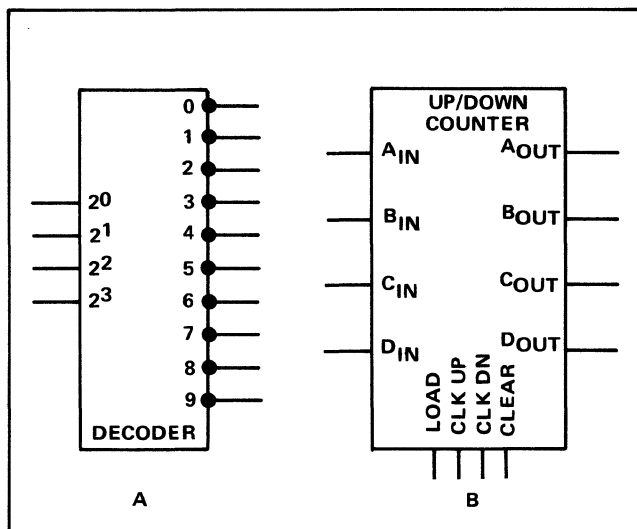 0
1
2
3
4
5
6
7
8
9
2⁰
2¹
2²
2³
DECODER
A
UP/DOWN
COUNTER
A_IN
B_IN
C_IN
D_IN
A_OUT
B_OUT
C_OUT
D_OUT
LOAD
CLK UP
CLK DN
CLEAR
B